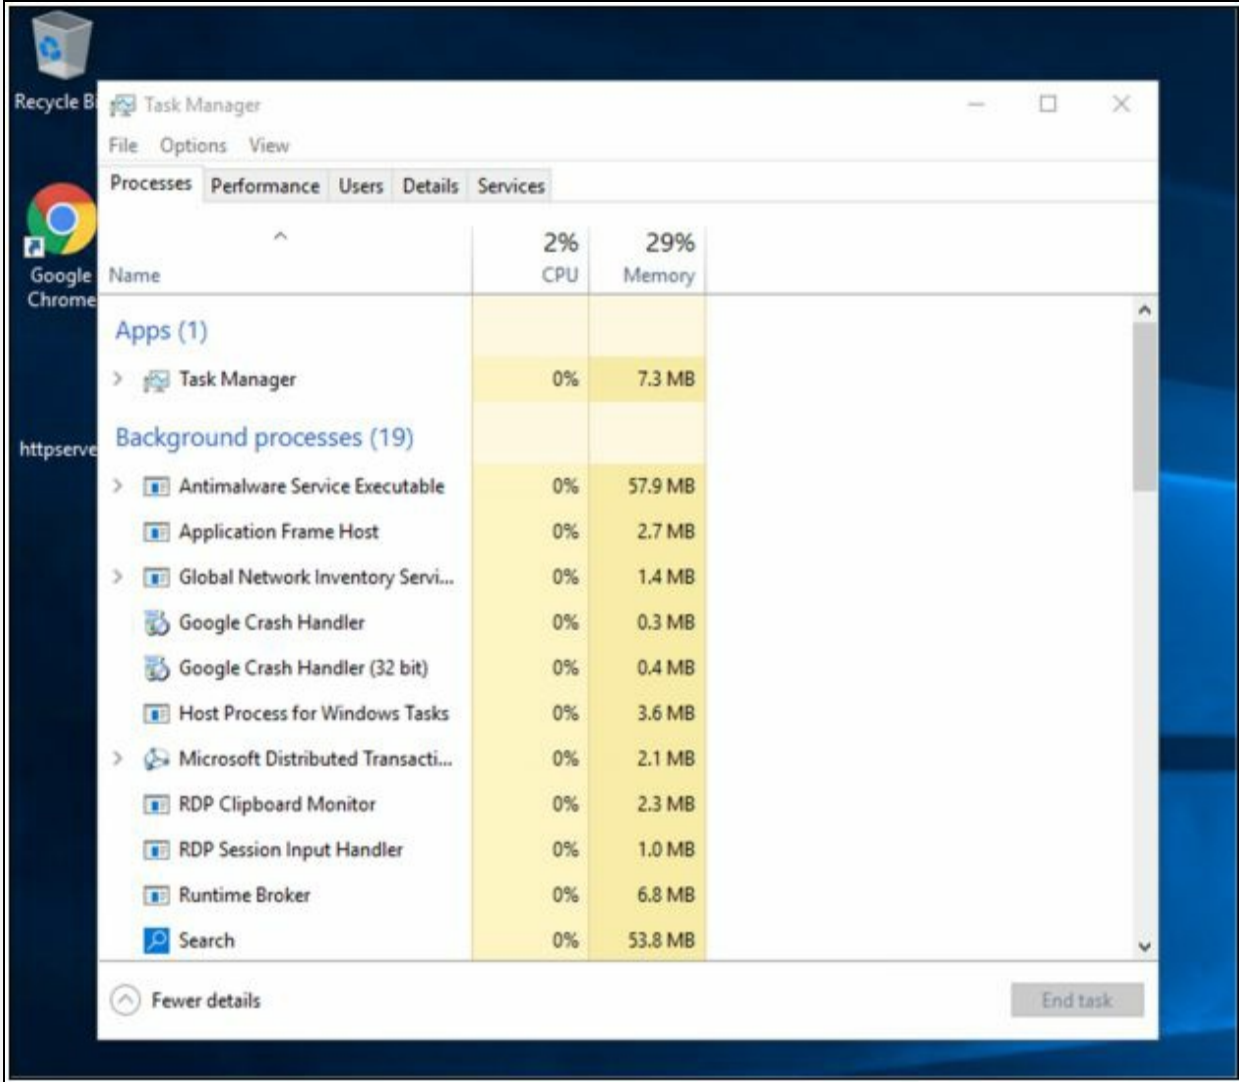 Recycle B
Task Manager
File Options View
Processes Performance Users Details Services
2% 29%
Name CPU Memory
Google
Chrome
Apps (1)
Task Manager 0% 7.3 MB
Background processes (19)
httpserve
Antimalware Service Executable 0% 57.9 MB
Application Frame Host 0% 2.7 MB
Global Network Inventory Servi... 0% 1.4 MB
Google Crash Handler 0% 0.3 MB
Google Crash Handler (32 bit) 0% 0.4 MB
Host Process for Windows Tasks 0% 3.6 MB
Microsoft Distributed Transacti... 0% 2.1 MB
RDP Clipboard Monitor 0% 2.3 MB
RDP Session Input Handler 0% 1.0 MB
Runtime Broker 0% 6.8 MB
Search 0% 53.8 MB
Fewer details End task